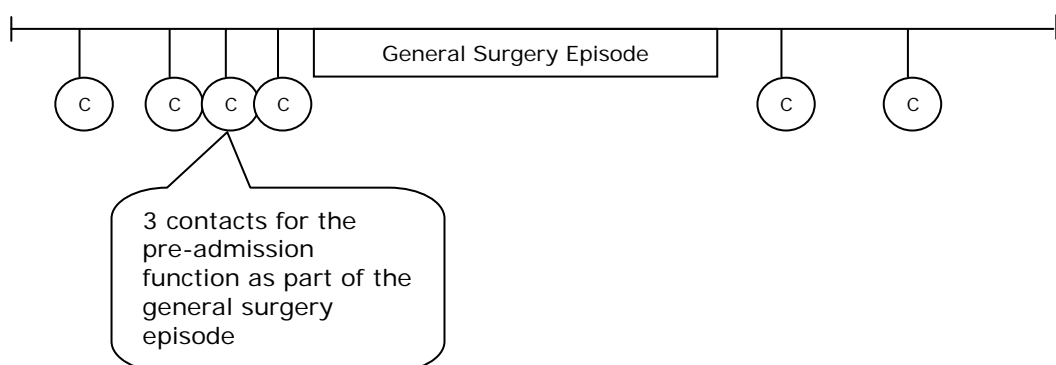 General Surgery Episode
C C C C C C
3 contacts for the
pre-admission
function as part of the
general surgery
episode